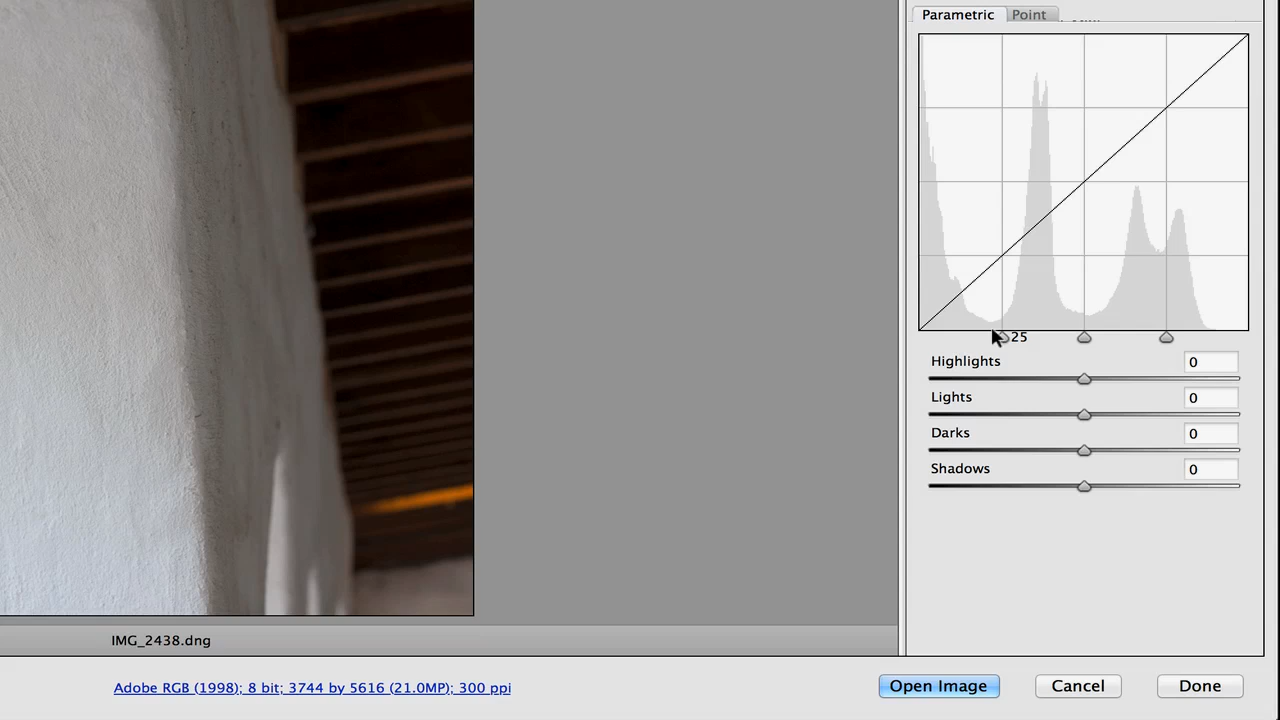 Parametric
Point
25
Highlights
0
Lights
0
Darks
0
Shadows
0
IMG_2438.dng
Adobe RGB (1998); 8 bit; 3744 by 5616 (21.0MP); 300 ppi
Open Image
Cancel
Done